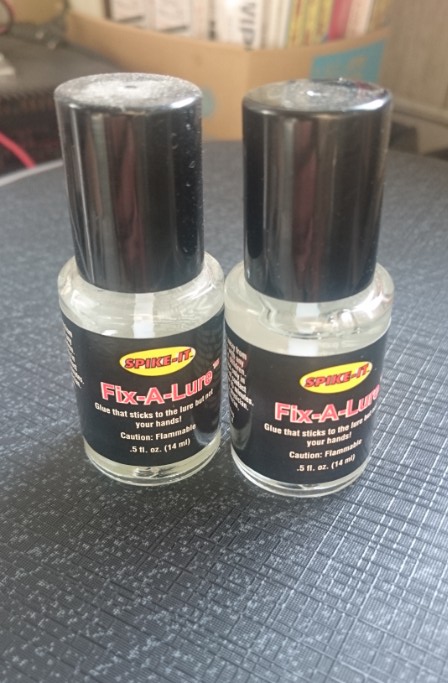 SPIKE-IT
Fix-A-Lure™
Glue that sticks to the lure but not
your hands!
Caution: Flammable
.5 fl. oz. (14 ml)
SPIKE-IT
Fix-A-Lure
Glue that sticks to the lure but not
your hands!
Caution: Flammable
.5 fl. oz. (14 ml)